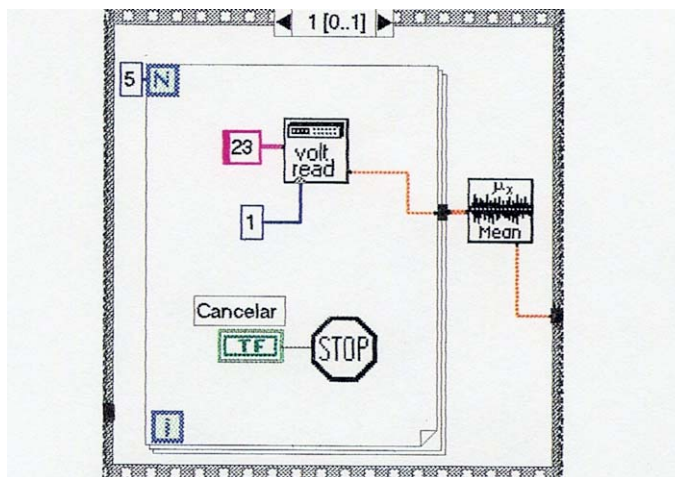 1 [0..1]
5 N
23
volt
read
μx
Mean
1
Cancelar
TF
STOP
i